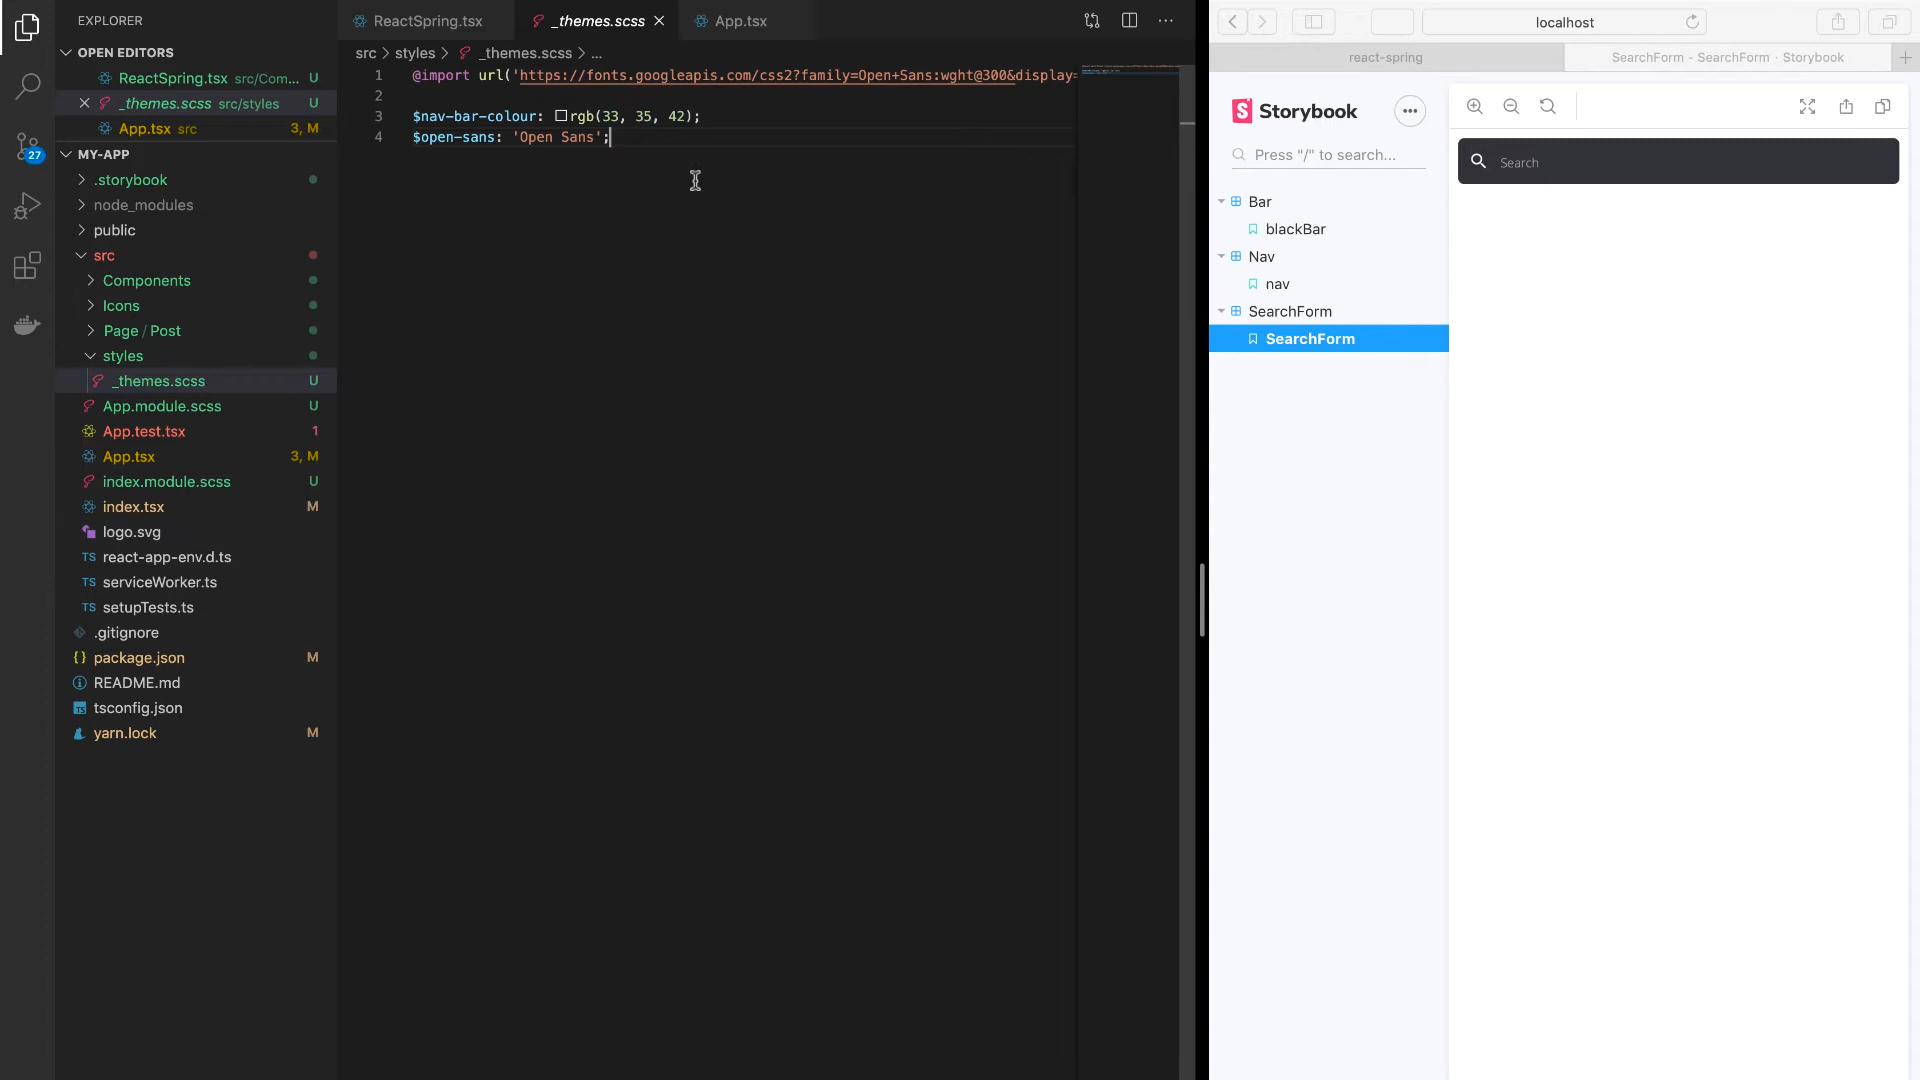 EXPLORER
OPEN EDITORS
ReactSpring.tsx src/Com... U
_themes.scss src/styles U
App.tsx src 3, M
27
MY-APP
.storybook
node_modules
public
src
Components
Icons
Page / Post
styles
_themes.scss U
App.module.scss U
App.test.tsx 1
App.tsx 3, M
index.module.scss U
index.tsx M
logo.svg
TS react-app-env.d.ts
TS serviceWorker.ts
TS setupTests.ts
.gitignore
{} package.json M
README.md
TS tsconfig.json
yarn.lock M
ReactSpring.tsx
_themes.scss
App.tsx
src > styles > _themes.scss > ...
1 @import url('https://fonts.googleapis.com/css2?family=Open+Sans:wght@300&display=
2
3 $nav-bar-colour: rgb(33, 35, 42);
4 $open-sans: 'Open Sans';
localhost
react-spring
SearchForm - SearchForm · Storybook
S Storybook
Press "/" to search...
Bar
blackBar
Nav
nav
SearchForm
SearchForm
Search